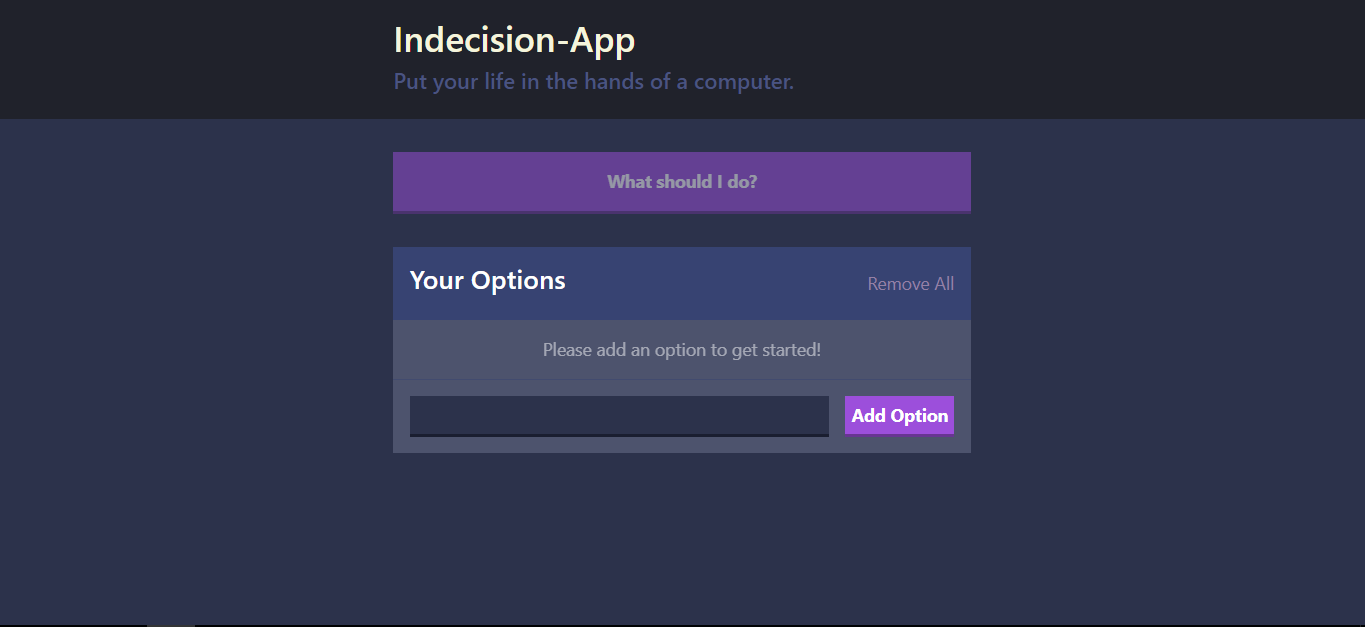 Indecision-App
Put your life in the hands of a computer.
What should I do?
Your Options
Remove All
Please add an option to get started!
Add Option